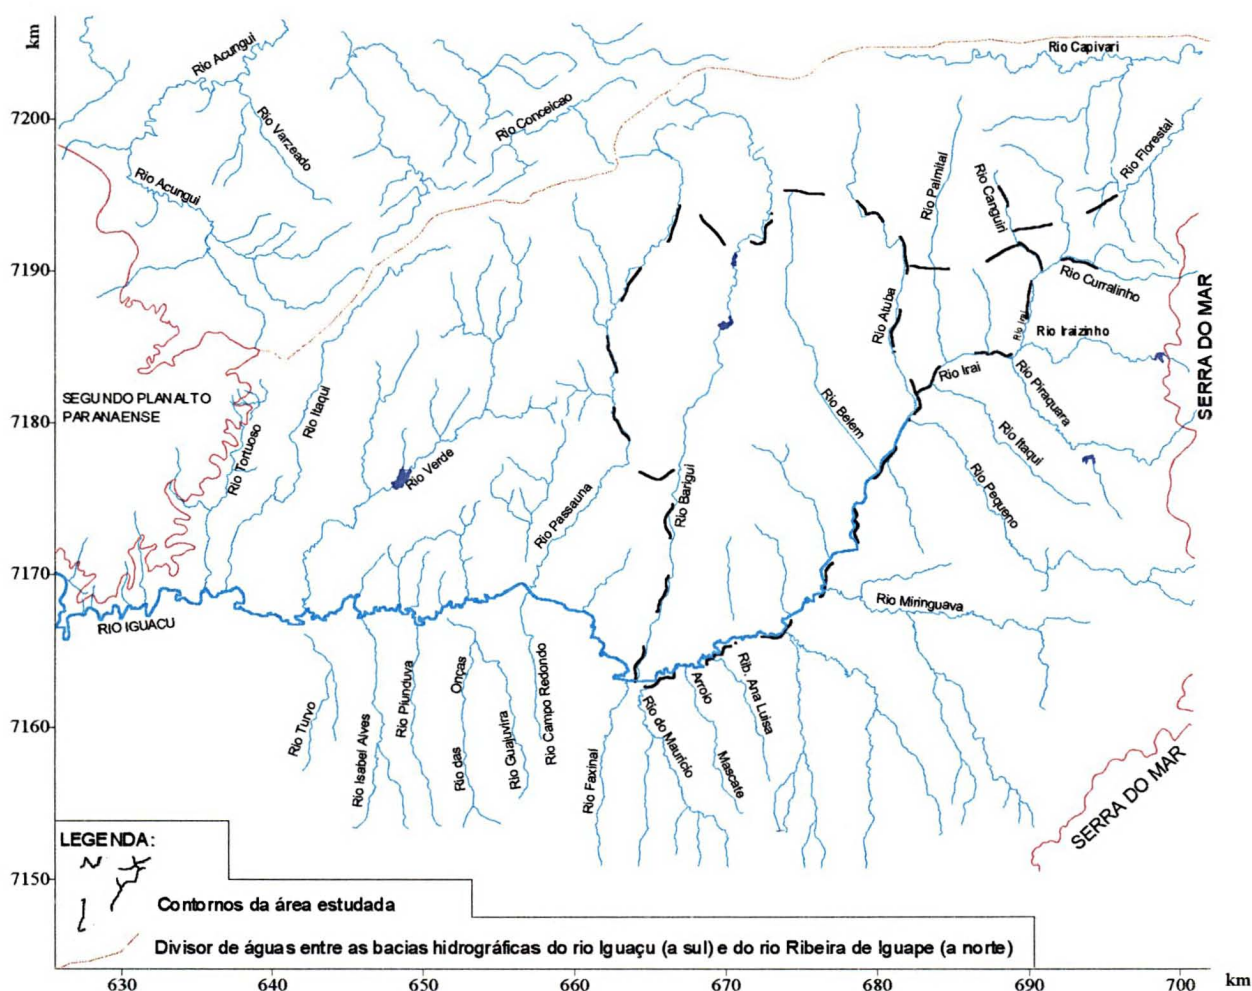 km
7200
7190
7180
7170
7160
7150
630
640
650
660
670
680
690
700
km
Rio Acungui
Rio Varzeado
Rio Acungui
Rio Conceicao
Rio Capivari
Rio Florestal
Rio Palmital
Rio Canguiri
Rio Curralinho
Rio Irai
Rio Iraizinho
Rio Atuba
Rio Irai
Rio Piraquara
Rio Itaqui
Rio Pequeno
Rio Belem
SERRA DO MAR
SEGUNDO PLANALTO
PARANAENSE
Rio Tortuoso
Rio Itaqui
Rio Verde
Rio Passauna
Rio Barigui
RIO IGUACU
Rio Miringuava
Rio Turvo
Rio Isabel Alves
Rio Piunduva
Rio das Onças
Rio Guajuvira
Rio Campo Redondo
Rio Faxinal
Rio do Mauricio
Arroio Mascate
Rib. Ana Luisa
SERRA DO MAR
LEGENDA:
Contornos da área estudada
Divisor de águas entre as bacias hidrográficas do rio Iguaçu (a sul) e do rio Ribeira de Iguape (a norte)